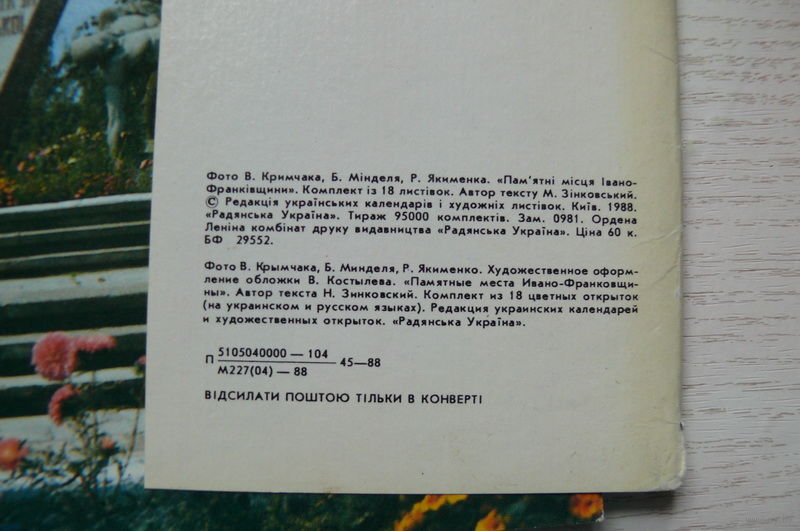 Фото В. Кримчака, Б. Мінделя, Р. Якименка. «Пам'ятні місця Івано-
Франківщини». Комплект із 18 листівок. Автор тексту М. Зінковський.
© Редакція українських календарів і художніх листівок. Київ. 1988.
«Радянська Україна». Тираж 95000 комплектів. Зам. 0981. Ордена
Леніна комбінат друку видавництва «Радянська Україна». Ціна 60 к.
БФ 29552.
Фото В. Крымчака, Б. Минделя, Р. Якименко. Художественное оформ-
ление обложки В. Костылева. «Памятные места Ивано-Франковщи-
ны». Автор текста Н. Зинковский. Комплект из 18 цветных открыток
(на украинском и русском языках). Редакция украинских календарей
и художественных открыток. «Радянська Україна».
П 5105040000 — 104
М227(04) — 88
45—88
ВІДСИЛАТИ ПОШТОЮ ТІЛЬКИ В КОНВЕРТІ